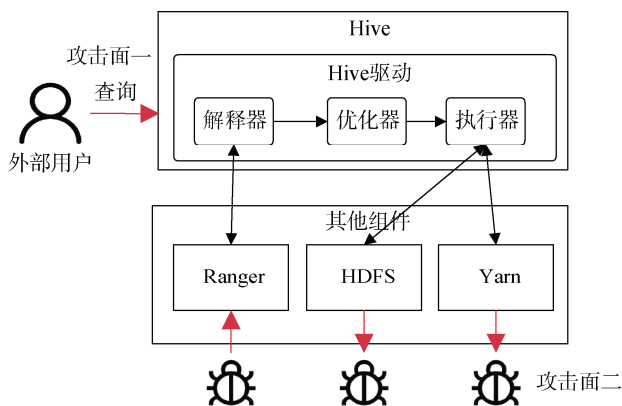 Hive
攻击面一
Hive驱动
查询
解释器
优化器
执行器
外部用户
其他组件
Ranger
HDFS
Yarn
攻击面二